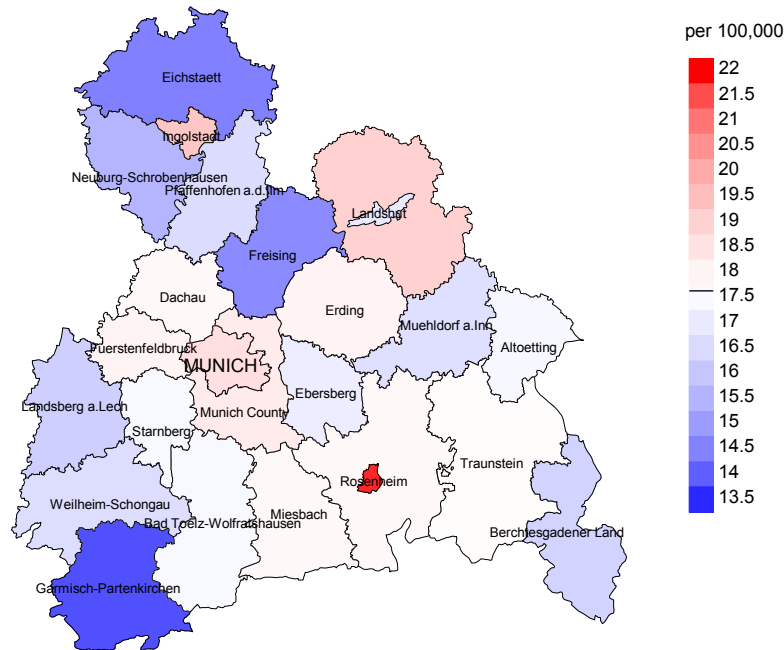 per 100,000
22
21.5
21
20.5
20
19.5
19
18.5
18
17.5
17
16.5
16
15.5
15
14.5
14
13.5
Eichstaett
Ingolstadt
Neuburg-Schrobenhausen
Pfaffenhofen a.d.Ilm
Landshut
Freising
Dachau
Erding
Muehldorf a.Inn
Altoetting
Fuerstenfeldbruck
MUNICH
Ebersberg
Landsberg a.Lech
Munich County
Starnberg
Traunstein
Rosenheim
Weilheim-Schongau
Miesbach
Bad Toelz-Wolfratshausen
Berchtesgadener Land
Garmisch-Partenkirchen